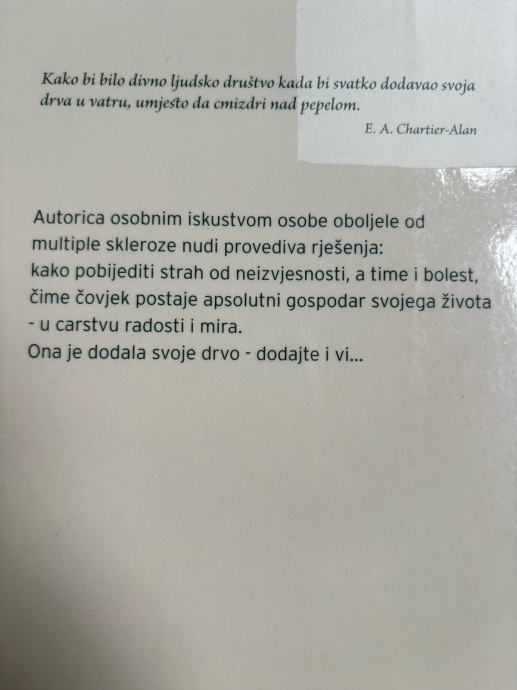 Kako bi bilo divno ljudsko društvo kada bi svatko dodavao svoja
drva u vatru, umjesto da cmizdri nad pepelom.
E. A. Chartier-Alan
Autorica osobnim iskustvom osobe oboljele od
multiple skleroze nudi provediva rješenja:
kako pobijediti strah od neizvjesnosti, a time i bolest,
čime čovjek postaje apsolutni gospodar svojega života
- u carstvu radosti i mira.
Ona je dodala svoje drvo - dodajte i vi...